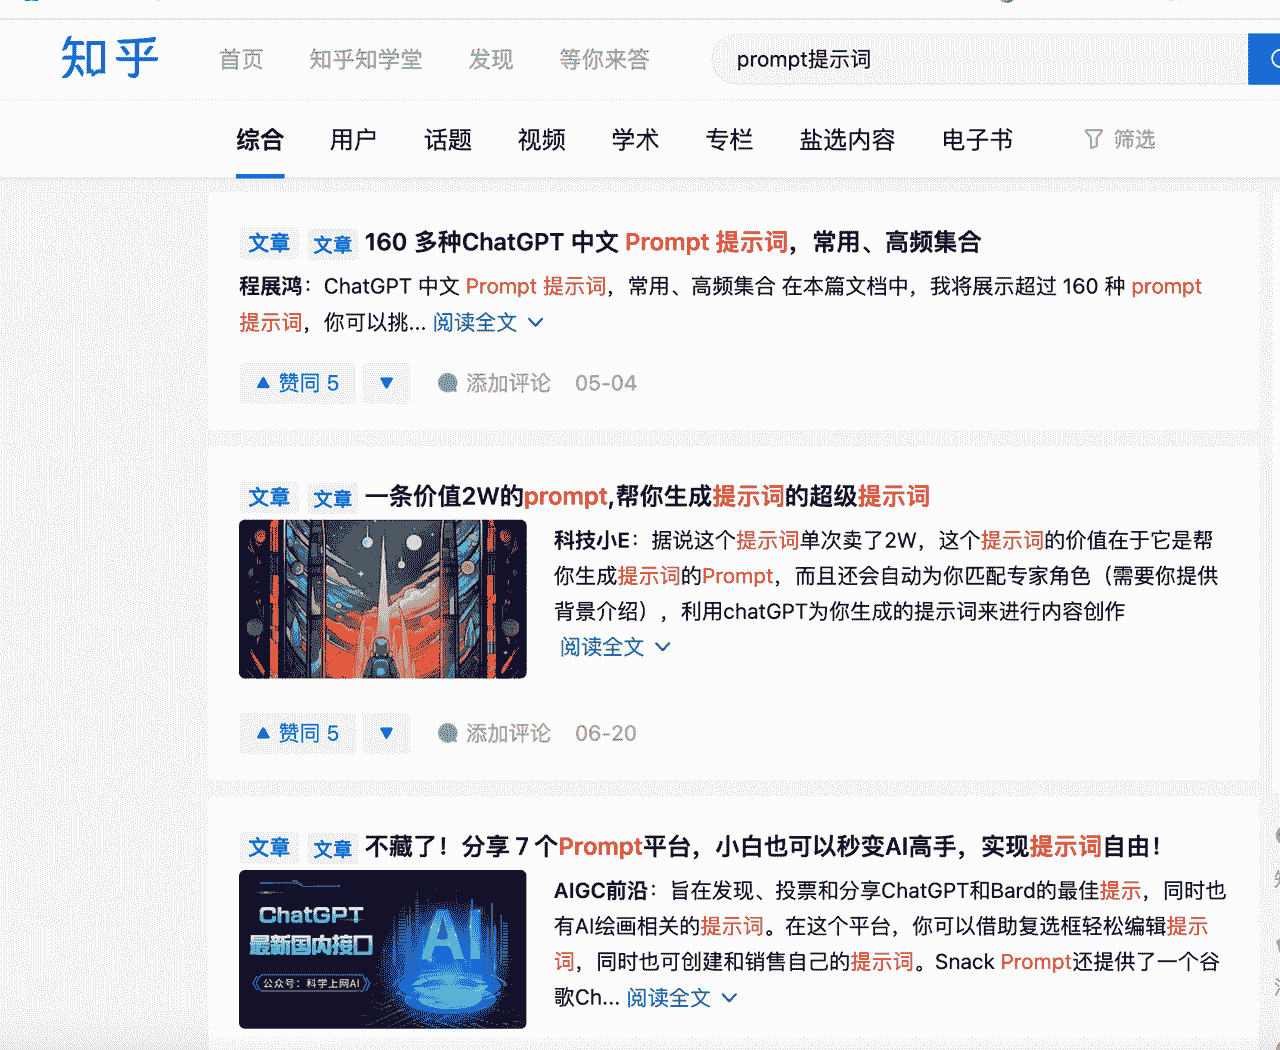 知乎 首页 知乎知学堂 发现 等你来答 prompt提示词
综合 用户 话题 视频 学术 专栏 盐选内容 电子书 筛选
文章 文章 160 多种ChatGPT 中文 Prompt 提示词，常用、高频集合
程展鸿：ChatGPT 中文 Prompt 提示词，常用、高频集合 在本篇文档中，我将展示超过 160 种 prompt
提示词，你可以挑... 阅读全文
赞同 5 添加评论 05-04
文章 文章 一条价值2W的prompt,帮你生成提示词的超级提示词
科技小E：据说这个提示词单次卖了2W，这个提示词的价值在于它是帮
你生成提示词的Prompt，而且还会自动为你匹配专家角色（需要你提供
背景介绍），利用chatGPT为你生成的提示词来进行内容创作
阅读全文
赞同 5 添加评论 06-20
文章 文章 不藏了！分享 7 个Prompt平台，小白也可以秒变AI高手，实现提示词自由！
ChatGPT
最新国内接口
公众号：科学上网AI
AI
AIGC前沿：旨在发现、投票和分享ChatGPT和Bard的最佳提示，同时也
有AI绘画相关的提示词。在这个平台，你可以借助复选框轻松编辑提示
词，同时也可创建和销售自己的提示词。Snack Prompt还提供了一个谷
歌Ch... 阅读全文